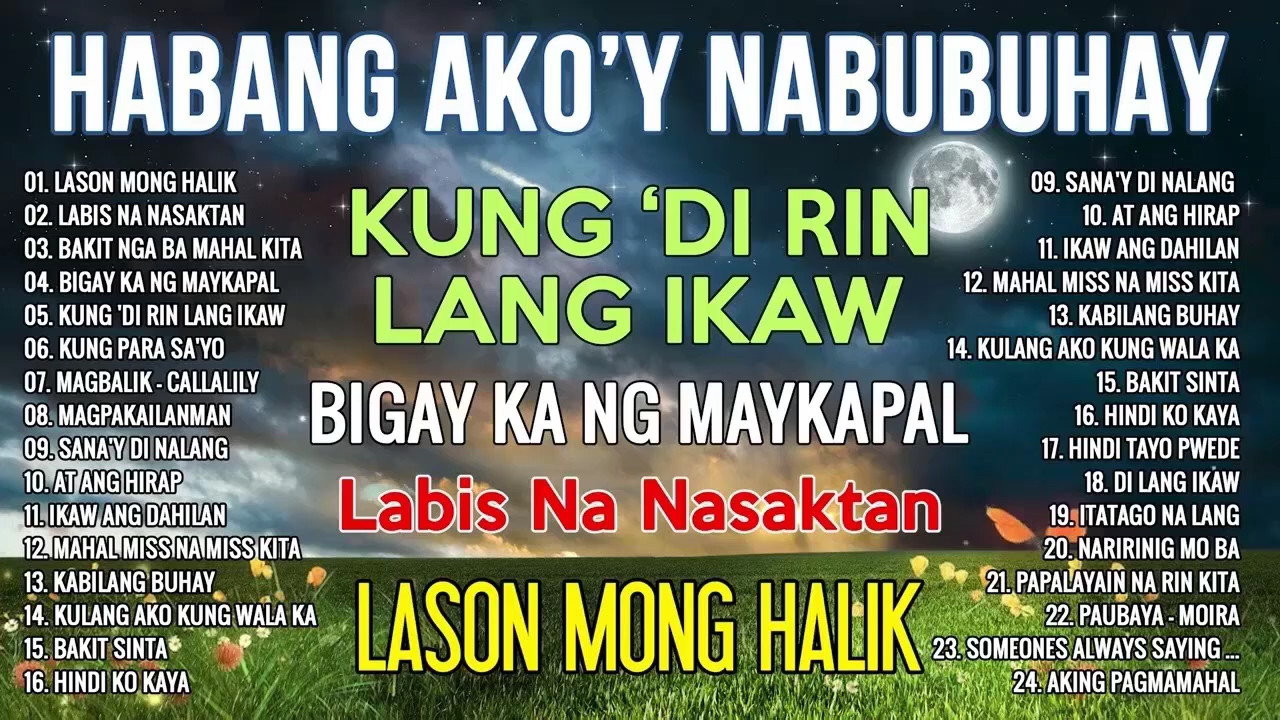 HABANG AKO'Y NABUBUHAY
01. LASON MONG HALIK
02. LABIS NA NASAKTAN
03. BAKIT NGA BA MAHAL KITA
04. BIGAY KA NG MAYKAPAL
05. KUNG 'DI RIN LANG IKAW
06. KUNG PARA SA'YO
07. MAGBALIK - CALLALILY
08. MAGPAKAILANMAN
09. SANA'Y DI NALANG
10. AT ANG HIRAP
11. IKAW ANG DAHILAN
12. MAHAL MISS NA MISS KITA
13. KABILANG BUHAY
14. KULANG AKO KUNG WALA KA
15. BAKIT SINTA
16. HINDI KO KAYA
KUNG ‘DI RIN
LANG IKAW
BIGAY KA NG MAYKAPAL
Labis Na Nasaktan
LASON MONG HALIK
09. SANA'Y DI NALANG
10. AT ANG HIRAP
11. IKAW ANG DAHILAN
12. MAHAL MISS NA MISS KITA
13. KABILANG BUHAY
14. KULANG AKO KUNG WALA KA
15. BAKIT SINTA
16. HINDI KO KAYA
17. HINDI TAYO PWEDE
18. DI LANG IKAW
19. ITATAGO NA LANG
20. NARIRINIG MO BA
21. PAPALAYAIN NA RIN KITA
22. PAUBAYA - MOIRA
23. SOMEONES ALWAYS SAYING ...
24. AKING PAGMAMAHAL